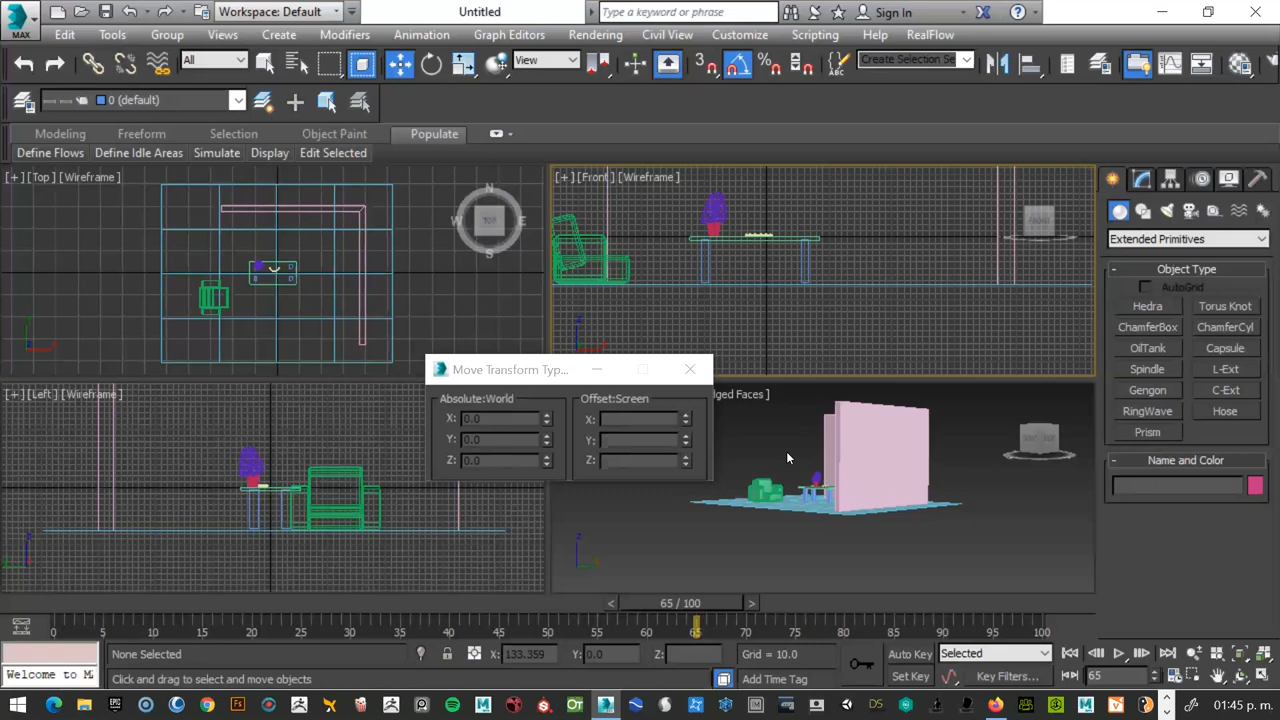 MAX
Workspace: Default
Untitled
Type a keyword or phrase
Sign In
Edit Tools Group Views Create Modifiers Animation Graph Editors Rendering Civil View Customize Scripting Help RealFlow
All
View
3
Create Selection Se
0 (default)
Modeling Freeform Selection Object Paint Populate
Define Flows Define Idle Areas Simulate Display Edit Selected
[+] [Top] [Wireframe]
[+] [Front] [Wireframe]
N
W TOP E
S
FRONT
Extended Primitives
- Object Type
AutoGrid
Hedra Torus Knot
ChamferBox ChamferCyl
OilTank Capsule
Spindle L-Ext
Gengon C-Ext
RingWave Hose
Prism
- Name and Color
Move Transform Typ...
Absolute:World Offset:Screen
X: 0.0 X:
Y: 0.0 Y:
Z: 0.0 Z:
[+] [Left] [Wireframe]
dged Faces ]
< 65 / 100 >
0 5 10 15 20 25 30 35 40 45 50 55 60 65 70 75 80 85 90 95 100
None Selected X: 133.359 Y: 0.0 Z: Grid = 10.0 Auto Key Selected
Welcome to M Click and drag to select and move objects Add Time Tag Set Key Key Filters... 65
01:45 p. m.